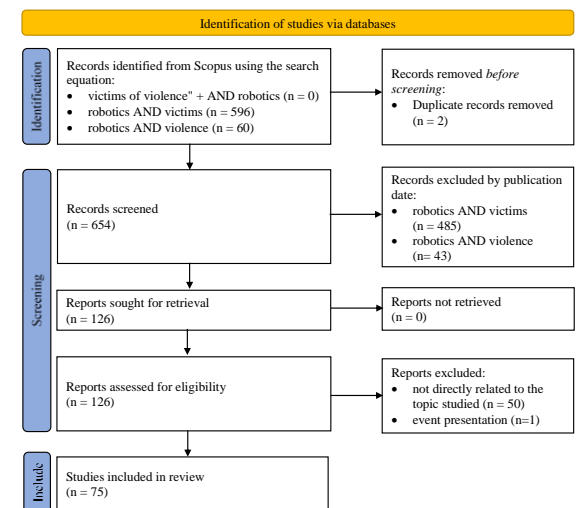 Identification of studies via databases
Identification
Records identified from Scopus using the search
equation:
• victims of violence" + AND robotics (n = 0)
• robotics AND victims (n = 596)
• robotics AND violence (n = 60)
Records removed before
screening:
• Duplicate records removed
(n = 2)
Screening
Records screened
(n = 654)
Records excluded by publication
date:
• robotics AND victims
(n = 485)
• robotics AND violence
(n= 43)
Reports sought for retrieval
(n = 126)
Reports not retrieved
(n = 0)
Reports assessed for eligibility
(n = 126)
Reports excluded:
• not directly related to the
topic studied (n = 50)
• event presentation (n=1)
Include
Studies included in review
(n = 75)